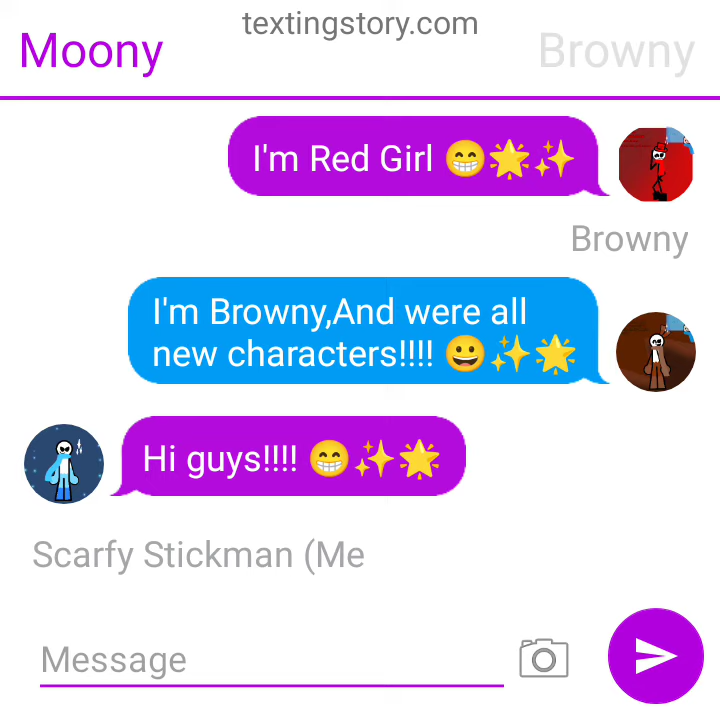 textingstory.com
Moony
Browny
I'm Red Girl 😁🌟✨
Browny
I'm Browny,And were all
new characters!!!! 😀✨🌟
Hi guys!!!! 😁✨🌟
Scarfy Stickman (Me
Message